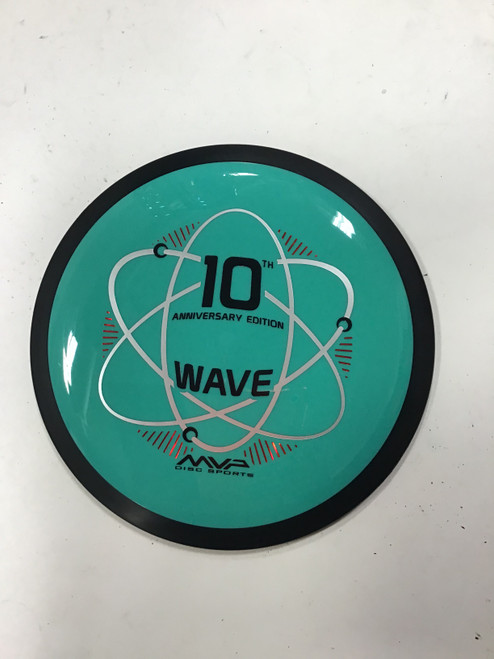 10TH
ANNIVERSARY EDITION
WAVE
MVP
DISC SPORTS